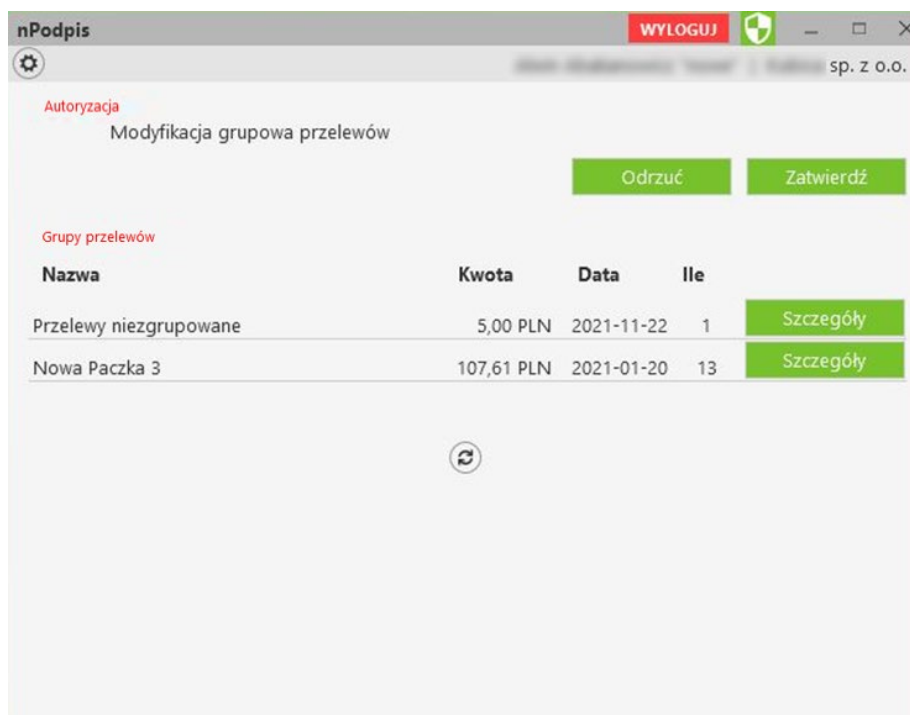 nPodpis WYLOGUJ
sp. z o.o.
Autoryzacja
Modyfikacja grupowa przelewów
Odrzuć Zatwierdź
Grupy przelewów
Nazwa Kwota Data Ile
Przelewy niezgrupowane 5,00 PLN 2021-11-22 1 Szczegóły
Nowa Paczka 3 107,61 PLN 2021-01-20 13 Szczegóły